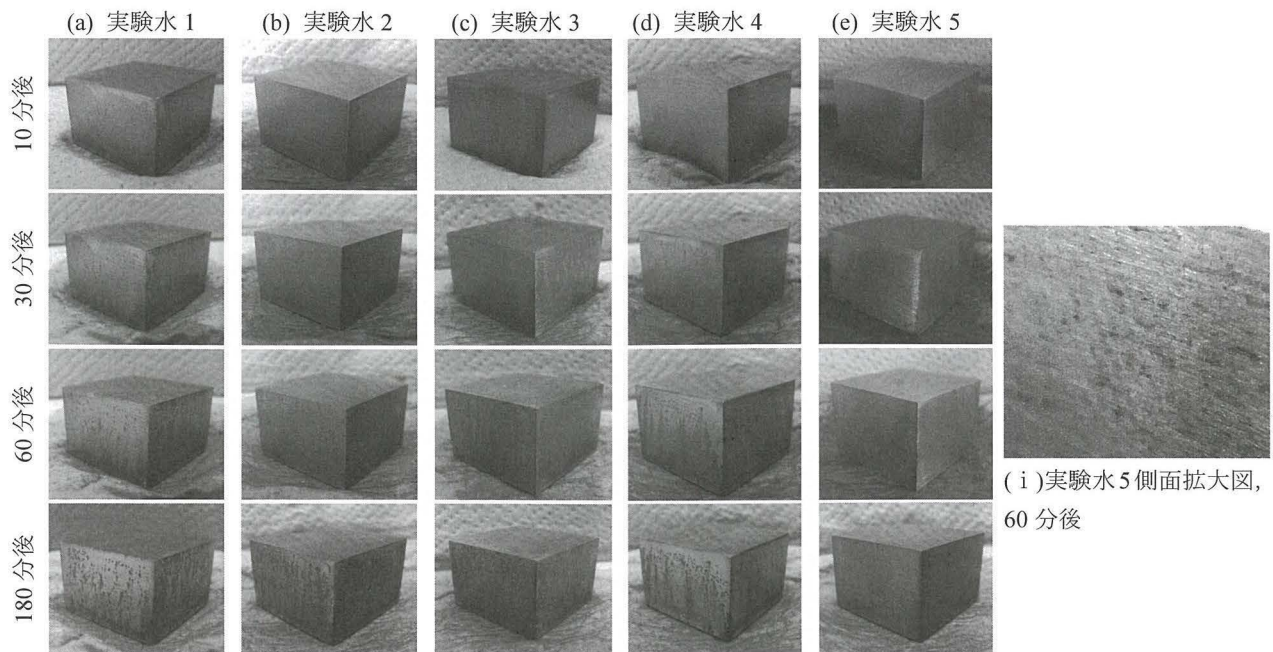 (a) 実験水 1
(b) 実験水 2
(c) 実験水 3
(d) 実験水 4
(e) 実験水 5
10 分後
30 分後
60 分後
180 分後
(ⅰ)実験水 5 側面拡大図,
60 分後